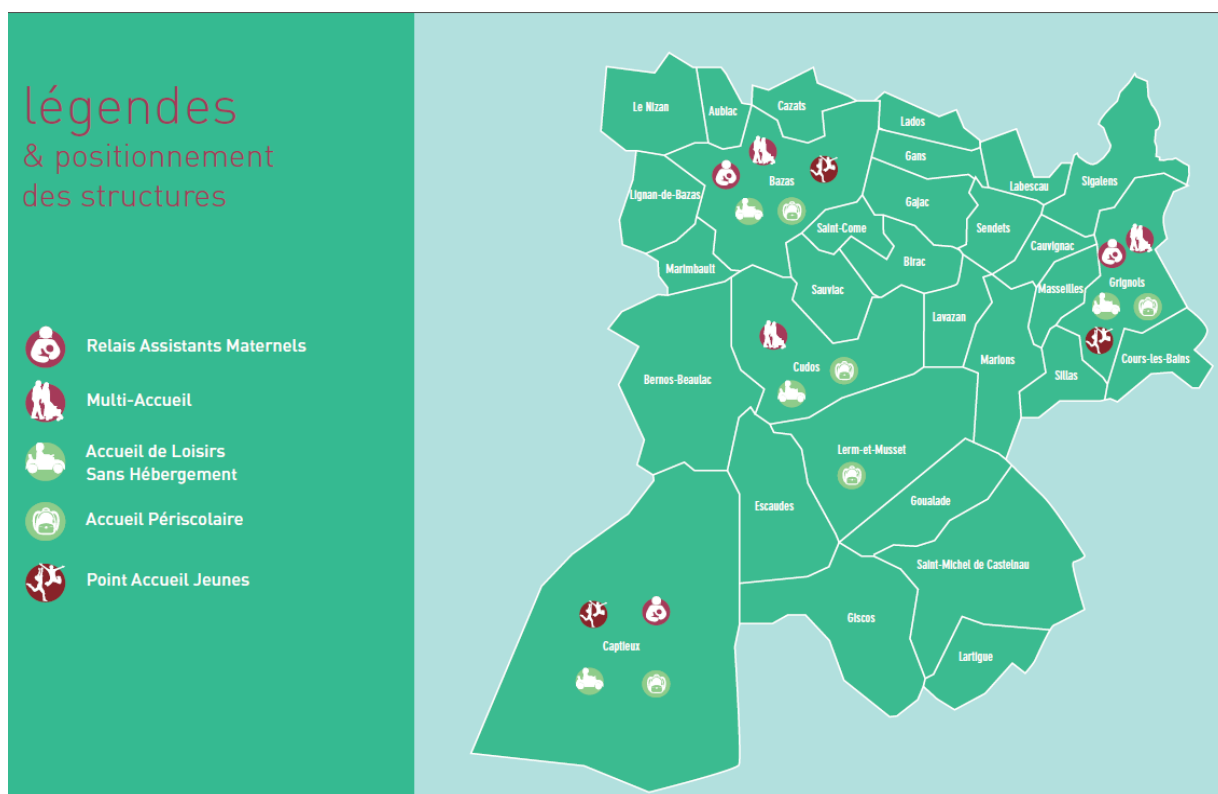 légendes
& positionnement
des structures
Relais Assistants Maternels
Multi-Accueil
Accueil de Loisirs
Sans Hébergement
Accueil Périscolaire
Point Accueil Jeunes
Le Nizan
Aubiac
Cazats
Lados
Gans
Labescau
Sigalens
Bazas
Lignan-de-Bazas
Gajac
Saint-Come
Sendets
Cauvignac
Marimbault
Birac
Sauviac
Masseilles
Grignols
Lavazan
Marions
Cours-les-Bains
Sillas
Bernos-Beaulac
Cudos
Lerm-et-Musset
Escaudes
Goualade
Saint-Michel de Castelnau
Giscos
Captieux
Lartigue